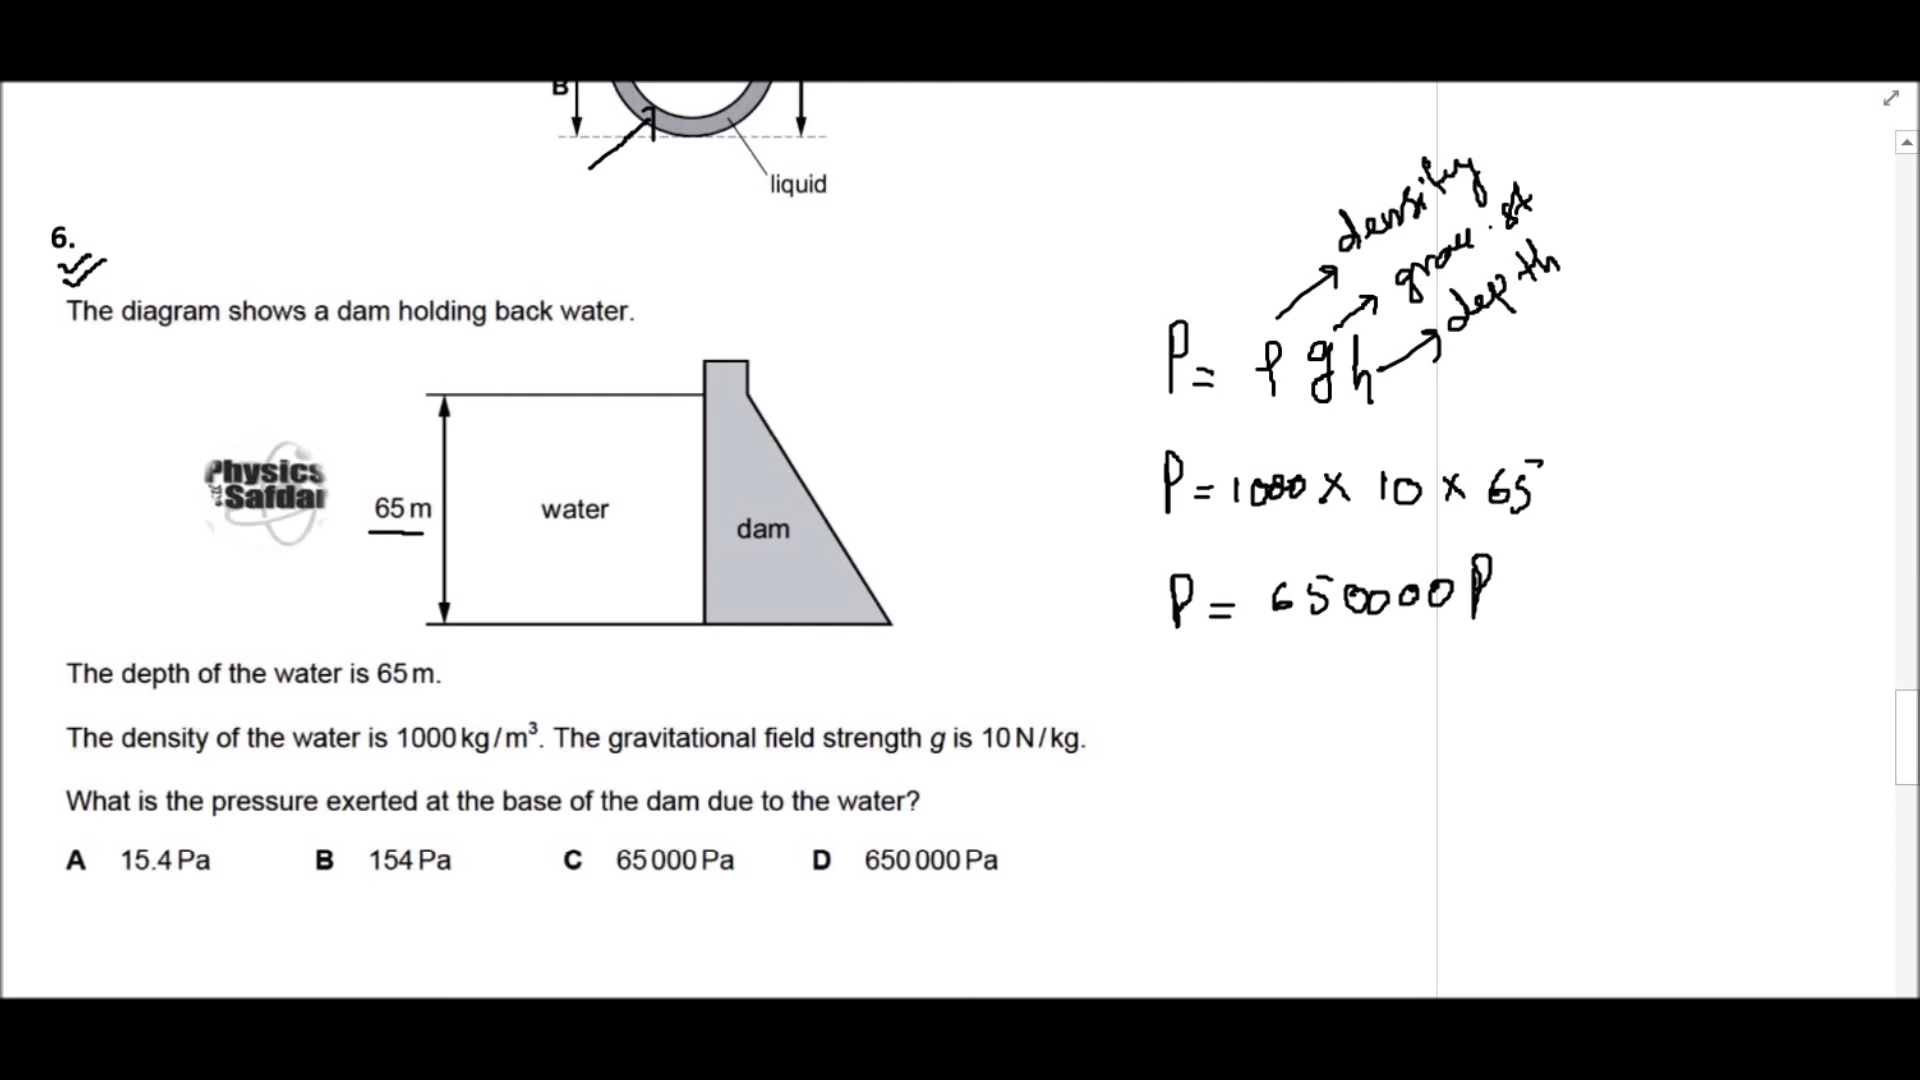 B
liquid
6.
The diagram shows a dam holding back water.
Physics
Safdar
65 m
water
dam
The depth of the water is 65 m.
The density of the water is 1000 kg/m³. The gravitational field strength g is 10 N/kg.
What is the pressure exerted at the base of the dam due to the water?
A 15.4 Pa B 154 Pa C 65 000 Pa D 650 000 Pa
density
grav. st
depth
P = ρ g h
P = 1000 × 10 × 65
P = 650000 P